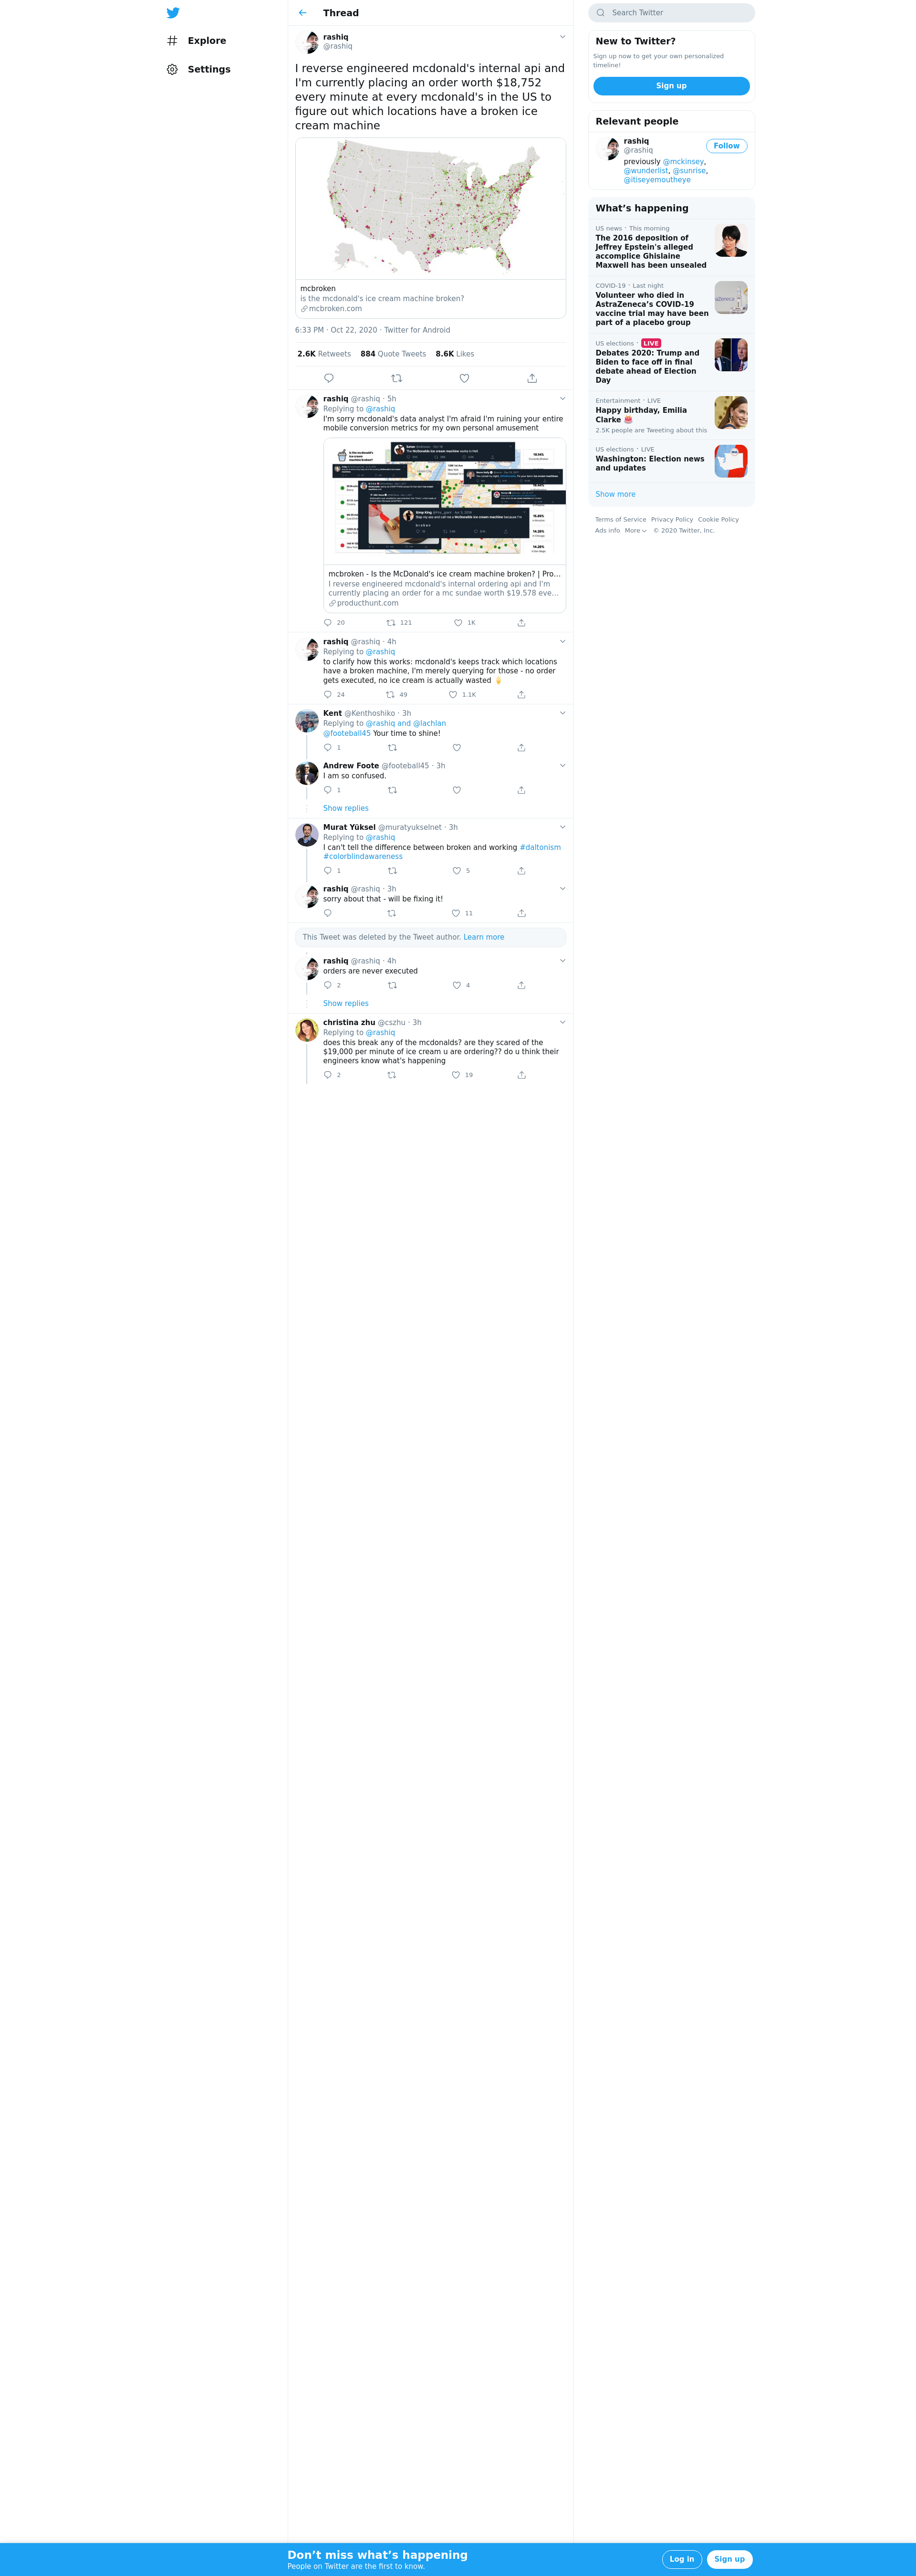 Explore
Settings
Thread
rashiq
@rashiq
I reverse engineered mcdonald's internal api and
I'm currently placing an order worth $18,752
every minute at every mcdonald's in the US to
figure out which locations have a broken ice
cream machine
mcbroken
is the mcdonald's ice cream machine broken?
mcbroken.com
6:33 PM · Oct 22, 2020 · Twitter for Android
2.6K Retweets 884 Quote Tweets 8.6K Likes
rashiq @rashiq · 5h
Replying to @rashiq
I'm sorry mcdonald's data analyst I'm afraid I'm ruining your entire
mobile conversion metrics for my own personal amusement
mcbroken - Is the McDonald's ice cream machine broken? | Pro...
I reverse engineered mcdonald's internal ordering api and I'm
currently placing an order for a mc sundae worth $19.578 eve...
producthunt.com
20 121 1K
rashiq @rashiq · 4h
Replying to @rashiq
to clarify how this works: mcdonald's keeps track which locations
have a broken machine, I'm merely querying for those - no order
gets executed, no ice cream is actually wasted 🍦
24 49 1.1K
Kent @Kenthoshiko · 3h
Replying to @rashiq and @lachlan
@footeball45 Your time to shine!
1
Andrew Foote @footeball45 · 3h
I am so confused.
1
Show replies
Murat Yüksel @muratyukselnet · 3h
Replying to @rashiq
I can't tell the difference between broken and working #daltonism
#colorblindawareness
1 5
rashiq @rashiq · 3h
sorry about that - will be fixing it!
11
This Tweet was deleted by the Tweet author. Learn more
rashiq @rashiq · 4h
orders are never executed
2 4
Show replies
christina zhu @cszhu · 3h
Replying to @rashiq
does this break any of the mcdonalds? are they scared of the
$19,000 per minute of ice cream u are ordering?? do u think their
engineers know what's happening
2 19
Search Twitter
New to Twitter?
Sign up now to get your own personalized
timeline!
Sign up
Relevant people
rashiq
@rashiq
Follow
previously @mckinsey,
@wunderlist, @sunrise,
@itiseyemoutheye
What's happening
US news · This morning
The 2016 deposition of
Jeffrey Epstein's alleged
accomplice Ghislaine
Maxwell has been unsealed
COVID-19 · Last night
Volunteer who died in
AstraZeneca's COVID-19
vaccine trial may have been
part of a placebo group
US elections · LIVE
Debates 2020: Trump and
Biden to face off in final
debate ahead of Election
Day
Entertainment · LIVE
Happy birthday, Emilia
Clarke 🎂
2.5K people are Tweeting about this
US elections · LIVE
Washington: Election news
and updates
Show more
Terms of Service Privacy Policy Cookie Policy
Ads info More © 2020 Twitter, Inc.
Don't miss what's happening
People on Twitter are the first to know.
Log in
Sign up